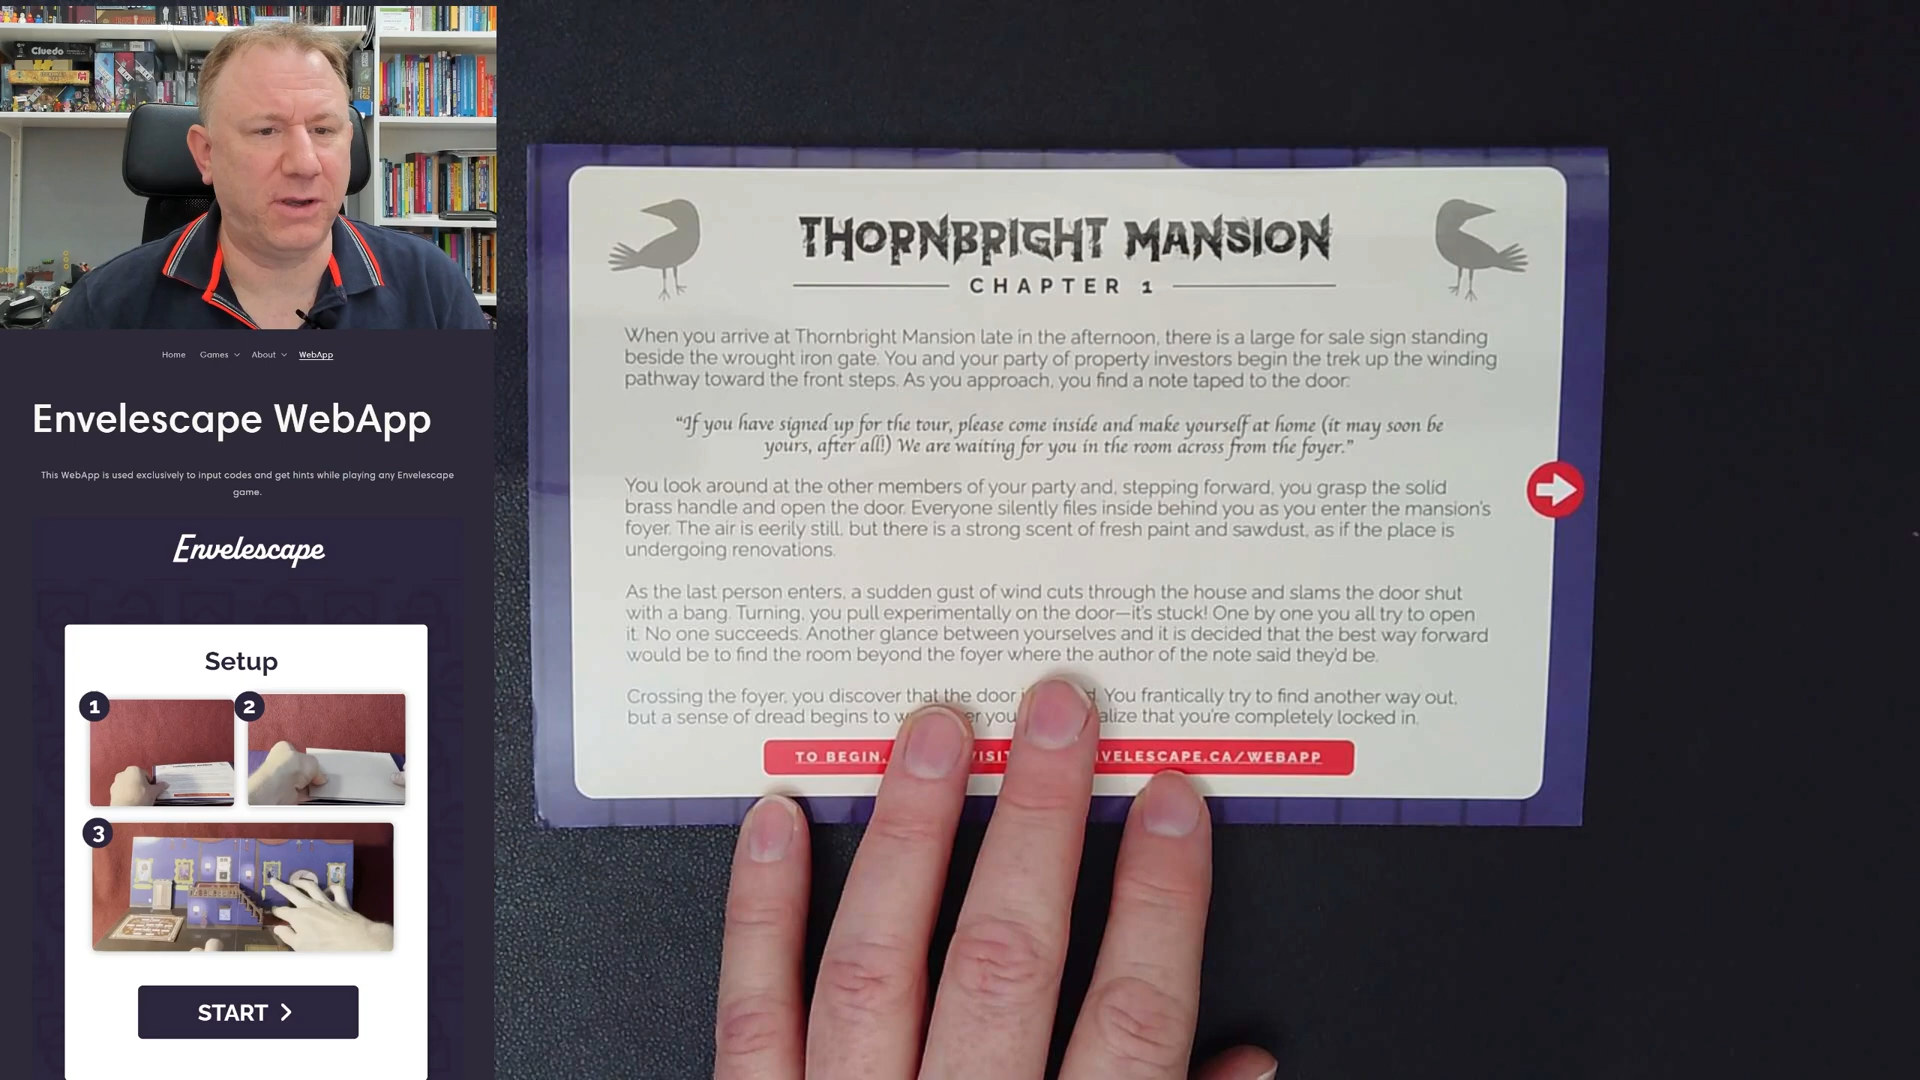 Cluedo
Home Games About WebApp
Envelescape WebApp
This WebApp is used exclusively to input codes and get hints while playing any Envelescape
game.
Envelescape
Setup
1 2
3
START
THORNBRIGHT MANSION
CHAPTER 1
When you arrive at Thornbright Mansion late in the afternoon, there is a large for sale sign standing
beside the wrought iron gate. You and your party of property investors begin the trek up the winding
pathway toward the front steps. As you approach, you find a note taped to the door:
“If you have signed up for the tour, please come inside and make yourself at home (it may soon be
yours, after all!) We are waiting for you in the room across from the foyer.”
You look around at the other members of your party and, stepping forward, you grasp the solid
brass handle and open the door. Everyone silently files inside behind you as you enter the mansion's
foyer. The air is eerily still, but there is a strong scent of fresh paint and sawdust, as if the place is
undergoing renovations.
As the last person enters, a sudden gust of wind cuts through the house and slams the door shut
with a bang. Turning, you pull experimentally on the door—it's stuck! One by one you all try to open
it. No one succeeds. Another glance between yourselves and it is decided that the best way forward
would be to find the room beyond the foyer where the author of the note said they'd be.
Crossing the foyer, you discover that the door You frantically try to find another way out,
but a sense of dread begins to you that you're completely locked in.
TO BEGIN, VISIT ENVELESCAPE.CA/WEBAPP